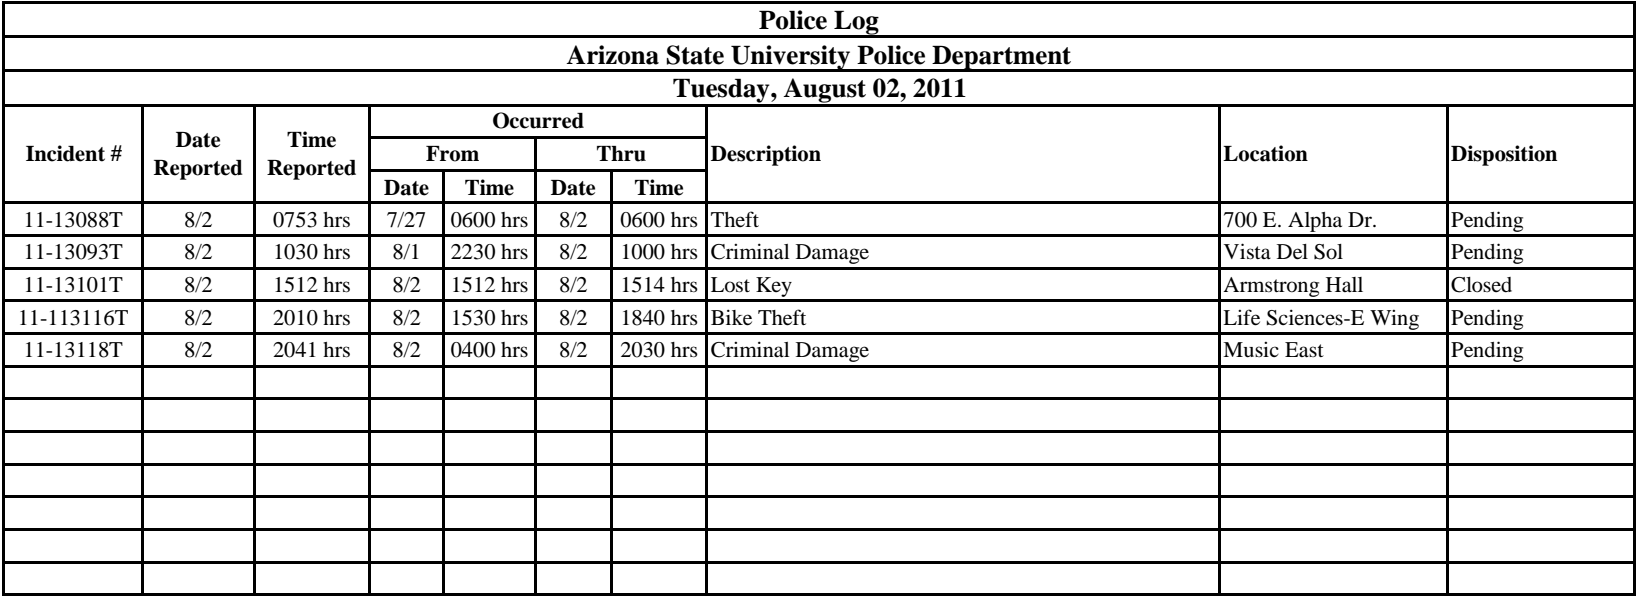 Police Log
Arizona State University Police Department
Tuesday, August 02, 2011
Incident # Date Reported Time Reported Occurred Description Location Disposition
From Thru
Date Time Date Time
11-13088T 8/2 0753 hrs 7/27 0600 hrs 8/2 0600 hrs Theft 700 E. Alpha Dr. Pending
11-13093T 8/2 1030 hrs 8/1 2230 hrs 8/2 1000 hrs Criminal Damage Vista Del Sol Pending
11-13101T 8/2 1512 hrs 8/2 1512 hrs 8/2 1514 hrs Lost Key Armstrong Hall Closed
11-113116T 8/2 2010 hrs 8/2 1530 hrs 8/2 1840 hrs Bike Theft Life Sciences-E Wing Pending
11-13118T 8/2 2041 hrs 8/2 0400 hrs 8/2 2030 hrs Criminal Damage Music East Pending